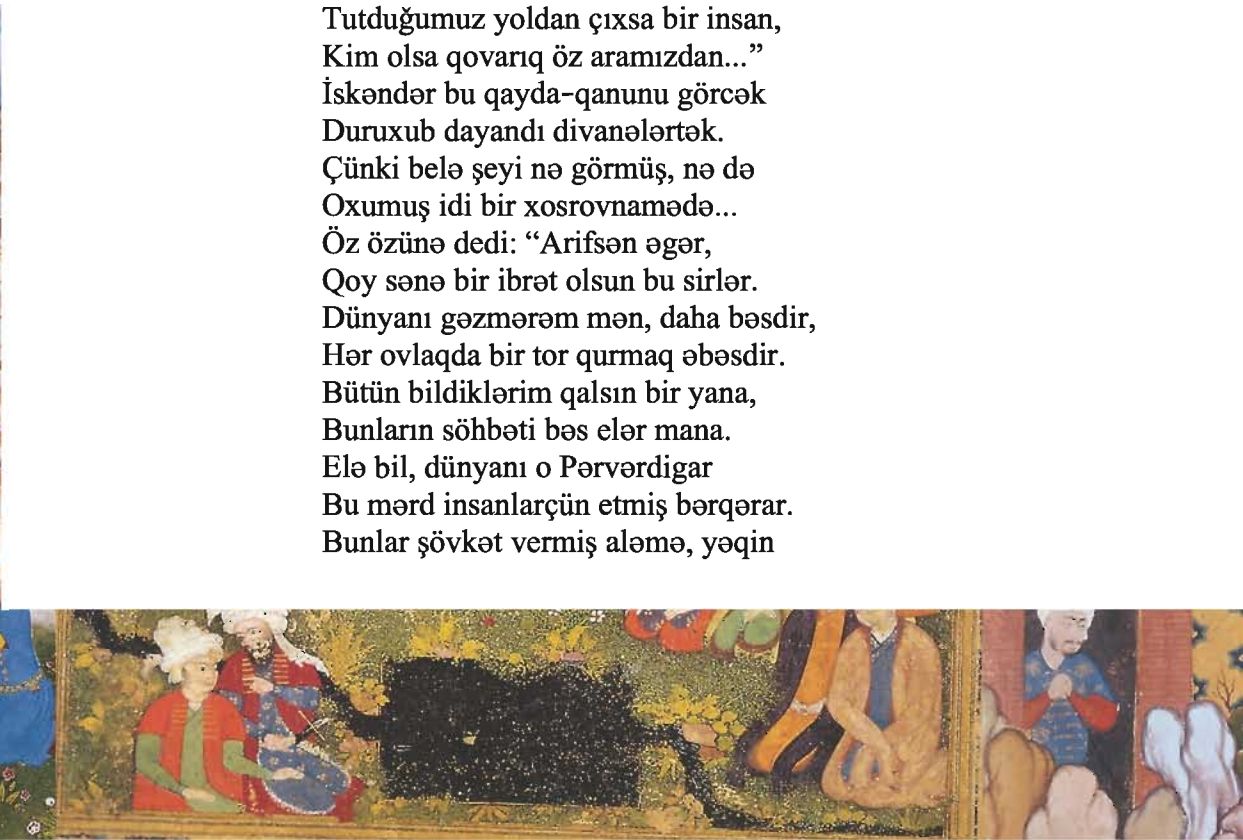 Tutduğumuz yoldan çıxsa bir insan,
Kim olsa qovarıq öz aramızdan...”
İskəndər bu qayda-qanunu görcək
Duruxub dayandı divanələrtək.
Çünki belə şeyi nə görmüş, nə də
Oxumuş idi bir xosrovnamədə...
Öz özünə dedi: “Arifsən əgər,
Qoy sənə bir ibrət olsun bu sirlər.
Dünyanı gəzmərəm mən, daha bəsdir,
Hər ovlaqda bir tor qurmaq əbəsdir.
Bütün bildiklərim qalsın bir yana,
Bunların söhbəti bəs elər mana.
Elə bil, dünyanı o Pərvərdigar
Bu mərd insanlarçün etmiş bərqərar.
Bunlar şövkət vermiş aləmə, yəqin